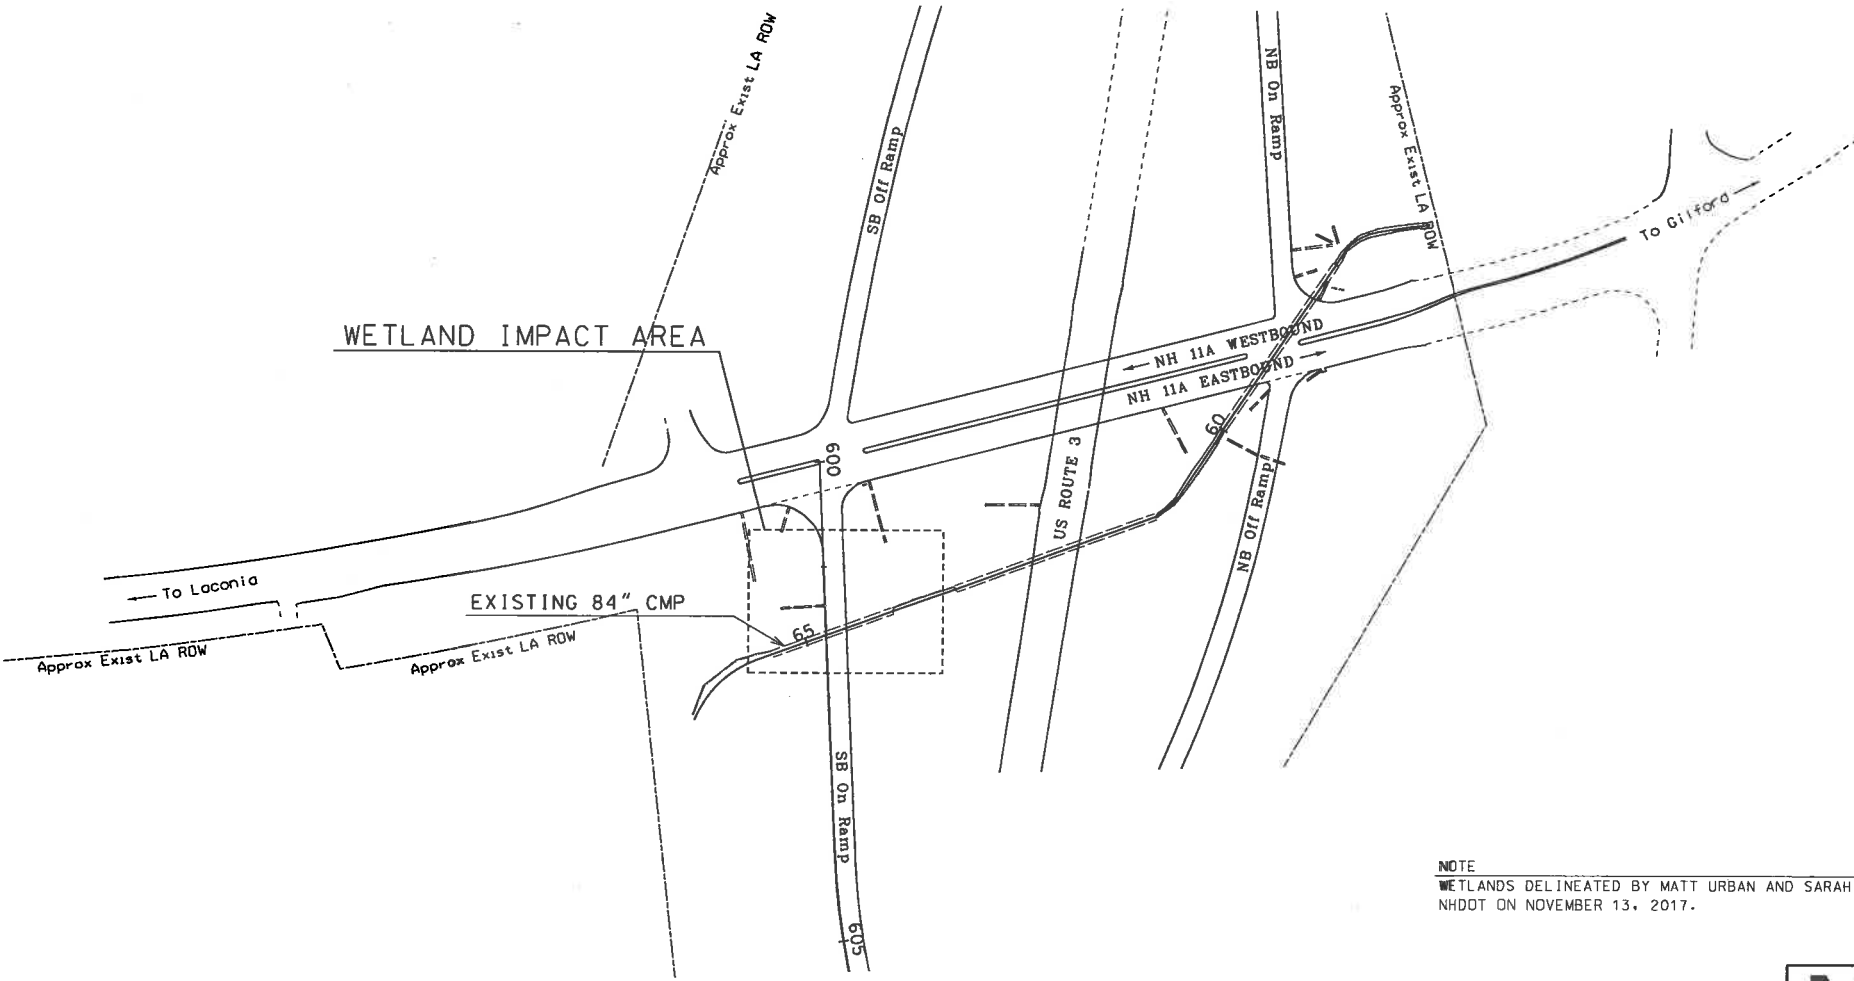 Approx Exist LA ROW
SB Off Ramp
NB On Ramp
Approx Exist LA ROW
To Gilford
WETLAND IMPACT AREA
NH 11A WESTBOUND
NH 11A EASTBOUND
600
60
US ROUTE 3
NB Off Ramp
To Laconia
EXISTING 84" CMP
65
Approx Exist LA ROW
Approx Exist LA ROW
SB On Ramp
605
NOTE
WETLANDS DELINEATED BY MATT URBAN AND SARAH
NHDOT ON NOVEMBER 13, 2017.